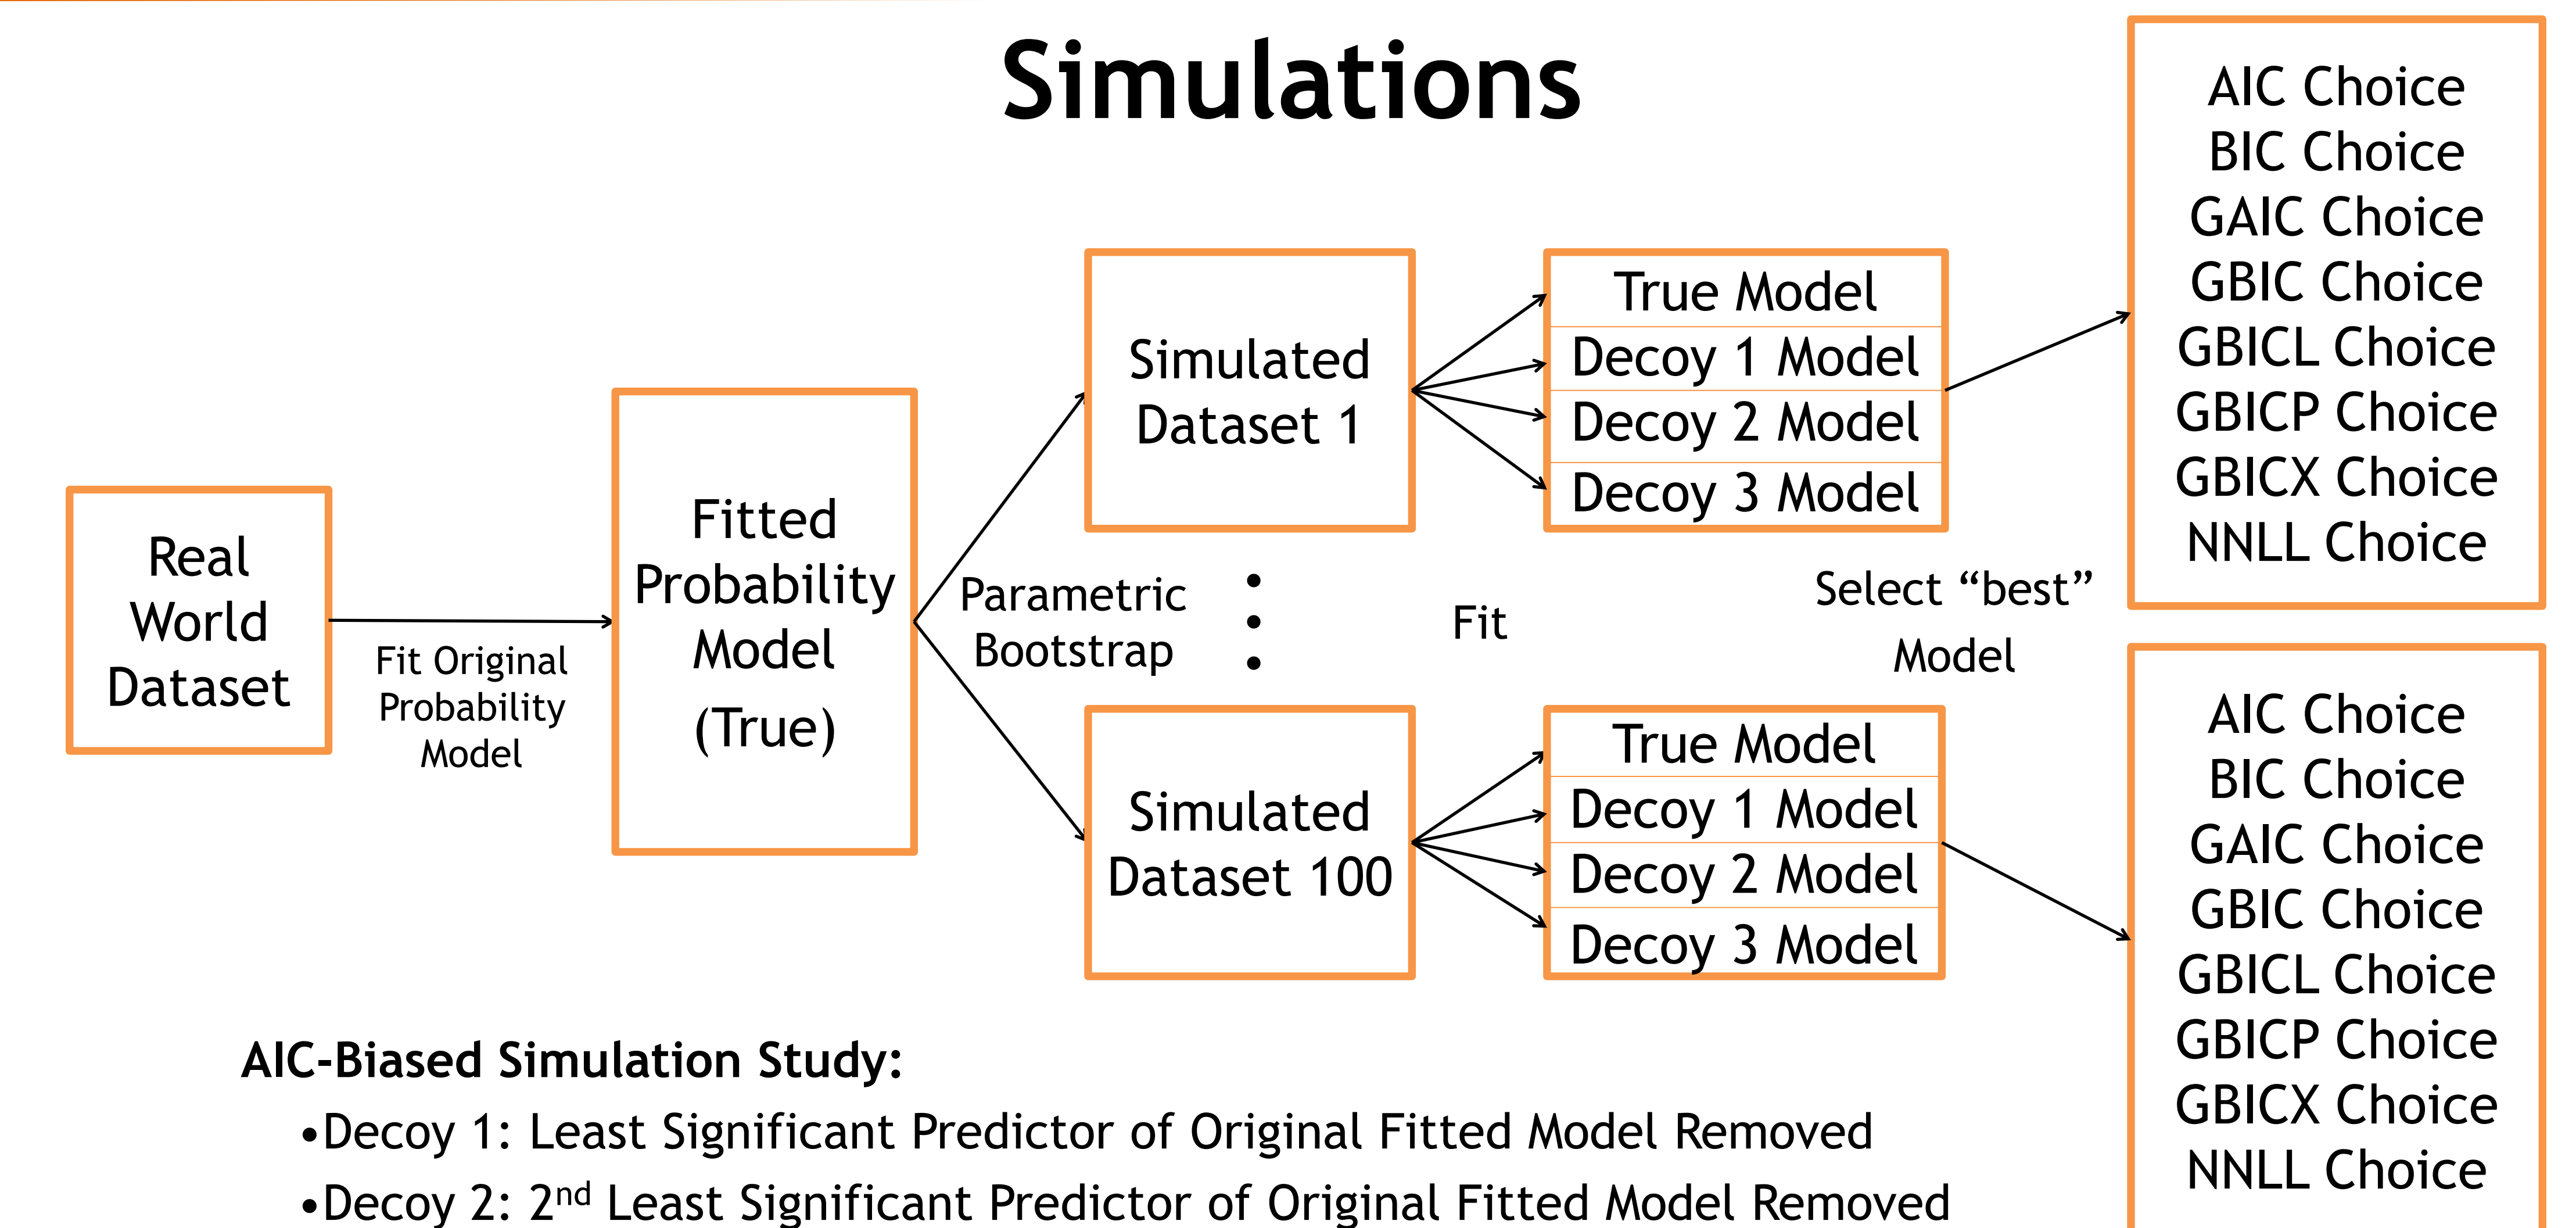 Simulations
Real
World
Dataset
Fit Original
Probability
Model
Fitted
Probability
Model
(True)
Parametric
Bootstrap
Simulated
Dataset 1
Simulated
Dataset 100
Fit
True Model
Decoy 1 Model
Decoy 2 Model
Decoy 3 Model
True Model
Decoy 1 Model
Decoy 2 Model
Decoy 3 Model
Select “best”
Model
AIC Choice
BIC Choice
GAIC Choice
GBIC Choice
GBICL Choice
GBICP Choice
GBICX Choice
NNLL Choice
AIC Choice
BIC Choice
GAIC Choice
GBIC Choice
GBICL Choice
GBICP Choice
GBICX Choice
NNLL Choice
AIC-Biased Simulation Study:
•Decoy 1: Least Significant Predictor of Original Fitted Model Removed
•Decoy 2: 2nd Least Significant Predictor of Original Fitted Model Removed